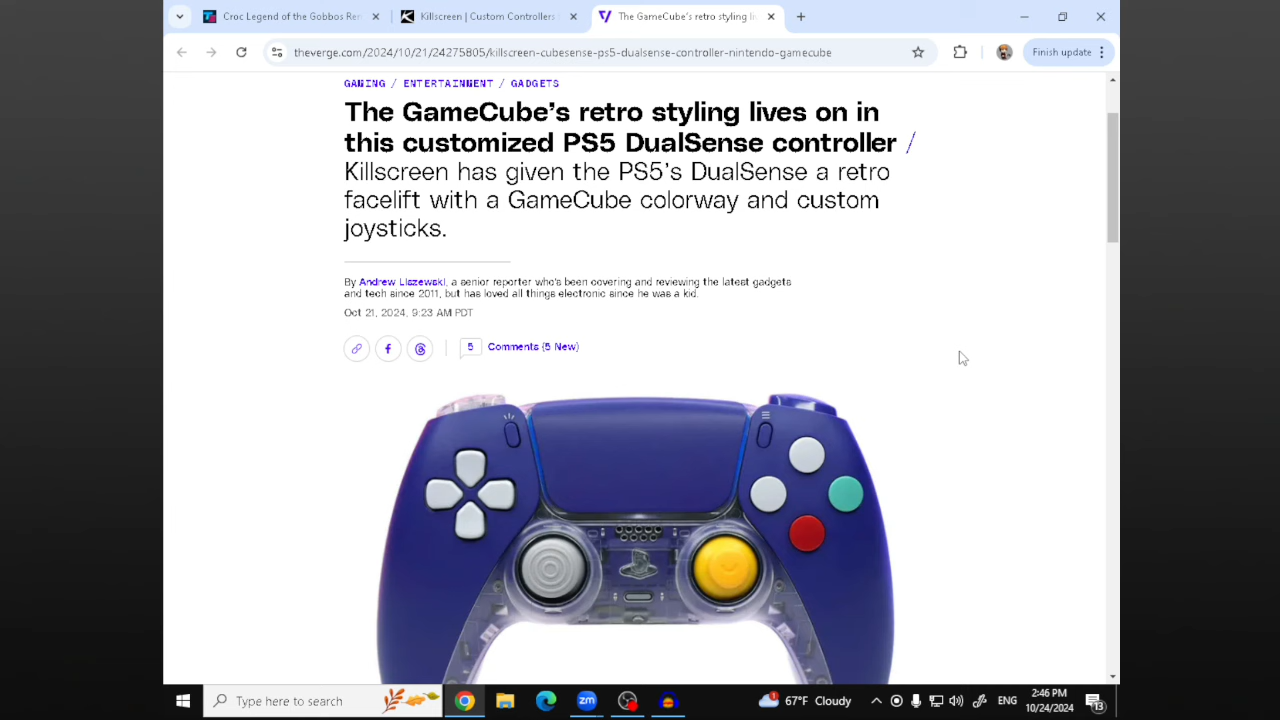 Croc Legend of the Gobbos Re
Killscreen | Custom Controllers
The GameCube's retro styling li
theverge.com/2024/10/21/24275805/killscreen-cubesense-ps5-dualsense-controller-nintendo-gamecube
Finish update
GAMING / ENTERTAINMENT / GADGETS
The GameCube's retro styling lives on in
this customized PS5 DualSense controller /
Killscreen has given the PS5's DualSense a retro
facelift with a GameCube colorway and custom
joysticks.
By Andrew Liszewski, a senior reporter who's been covering and reviewing the latest gadgets
and tech since 2011, but has loved all things electronic since he was a kid.
Oct 21, 2024, 9:23 AM PDT
5 Comments (5 New)
Type here to search
67°F Cloudy
ENG
2:46 PM
10/24/2024
13